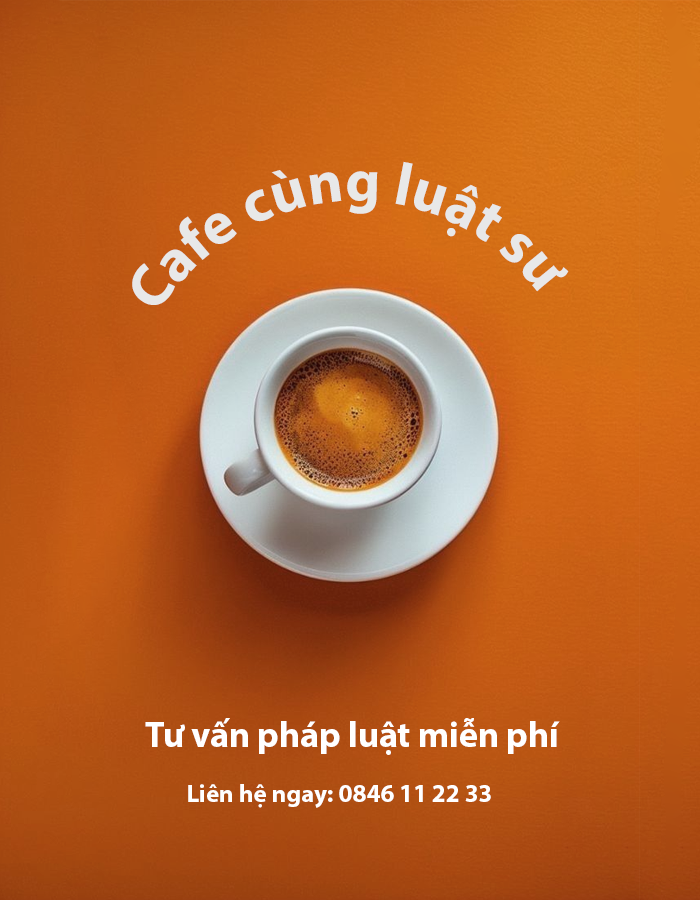 Cafe cùng luật sư
Tư vấn pháp luật miễn phí
Liên hệ ngay: 0846 11 22 33